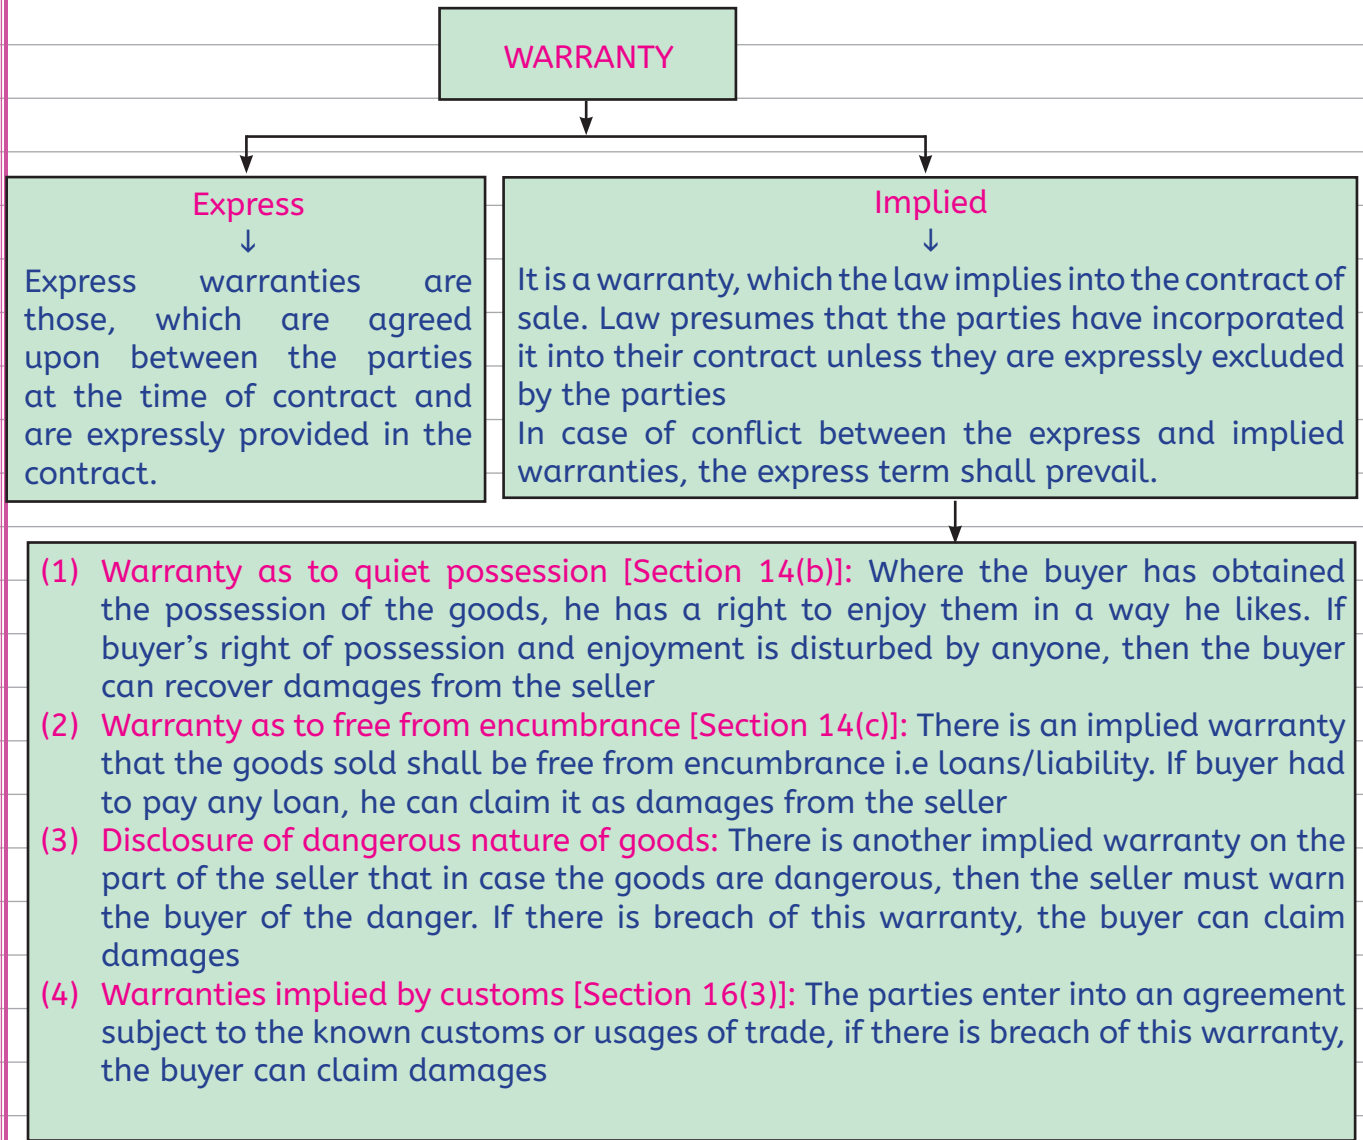 WARRANTY
Express
↓
Express warranties are
those, which are agreed
upon between the parties
at the time of contract and
are expressly provided in the
contract.
Implied
↓
It is a warranty, which the law implies into the contract of
sale. Law presumes that the parties have incorporated
it into their contract unless they are expressly excluded
by the parties
In case of conflict between the express and implied
warranties, the express term shall prevail.
(1) Warranty as to quiet possession [Section 14(b)]: Where the buyer has obtained
the possession of the goods, he has a right to enjoy them in a way he likes. If
buyer’s right of possession and enjoyment is disturbed by anyone, then the buyer
can recover damages from the seller
(2) Warranty as to free from encumbrance [Section 14(c)]: There is an implied warranty
that the goods sold shall be free from encumbrance i.e loans/liability. If buyer had
to pay any loan, he can claim it as damages from the seller
(3) Disclosure of dangerous nature of goods: There is another implied warranty on the
part of the seller that in case the goods are dangerous, then the seller must warn
the buyer of the danger. If there is breach of this warranty, the buyer can claim
damages
(4) Warranties implied by customs [Section 16(3)]: The parties enter into an agreement
subject to the known customs or usages of trade, if there is breach of this warranty,
the buyer can claim damages